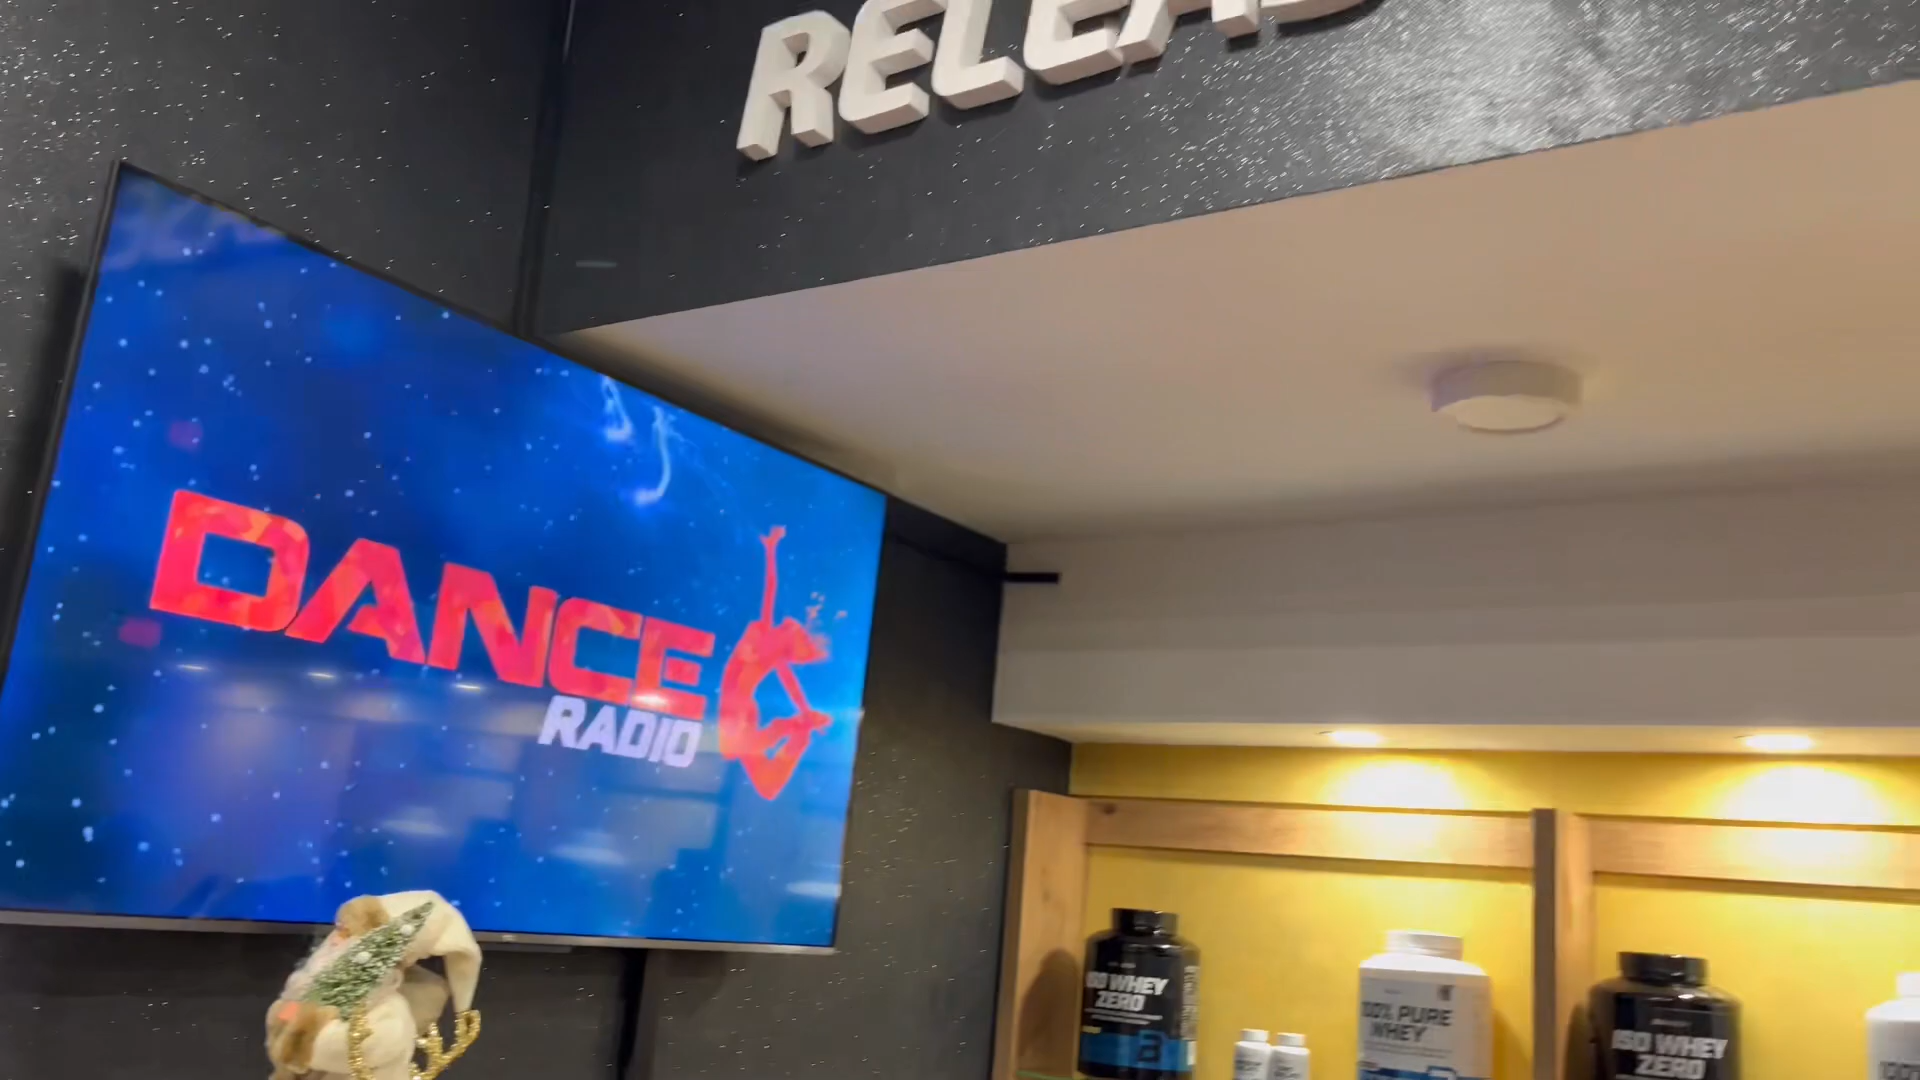 RELEAS
DANCE
RADIO
ISO WHEY
ZERO
100% PURE
WHEY
ISO WHEY
ZERO